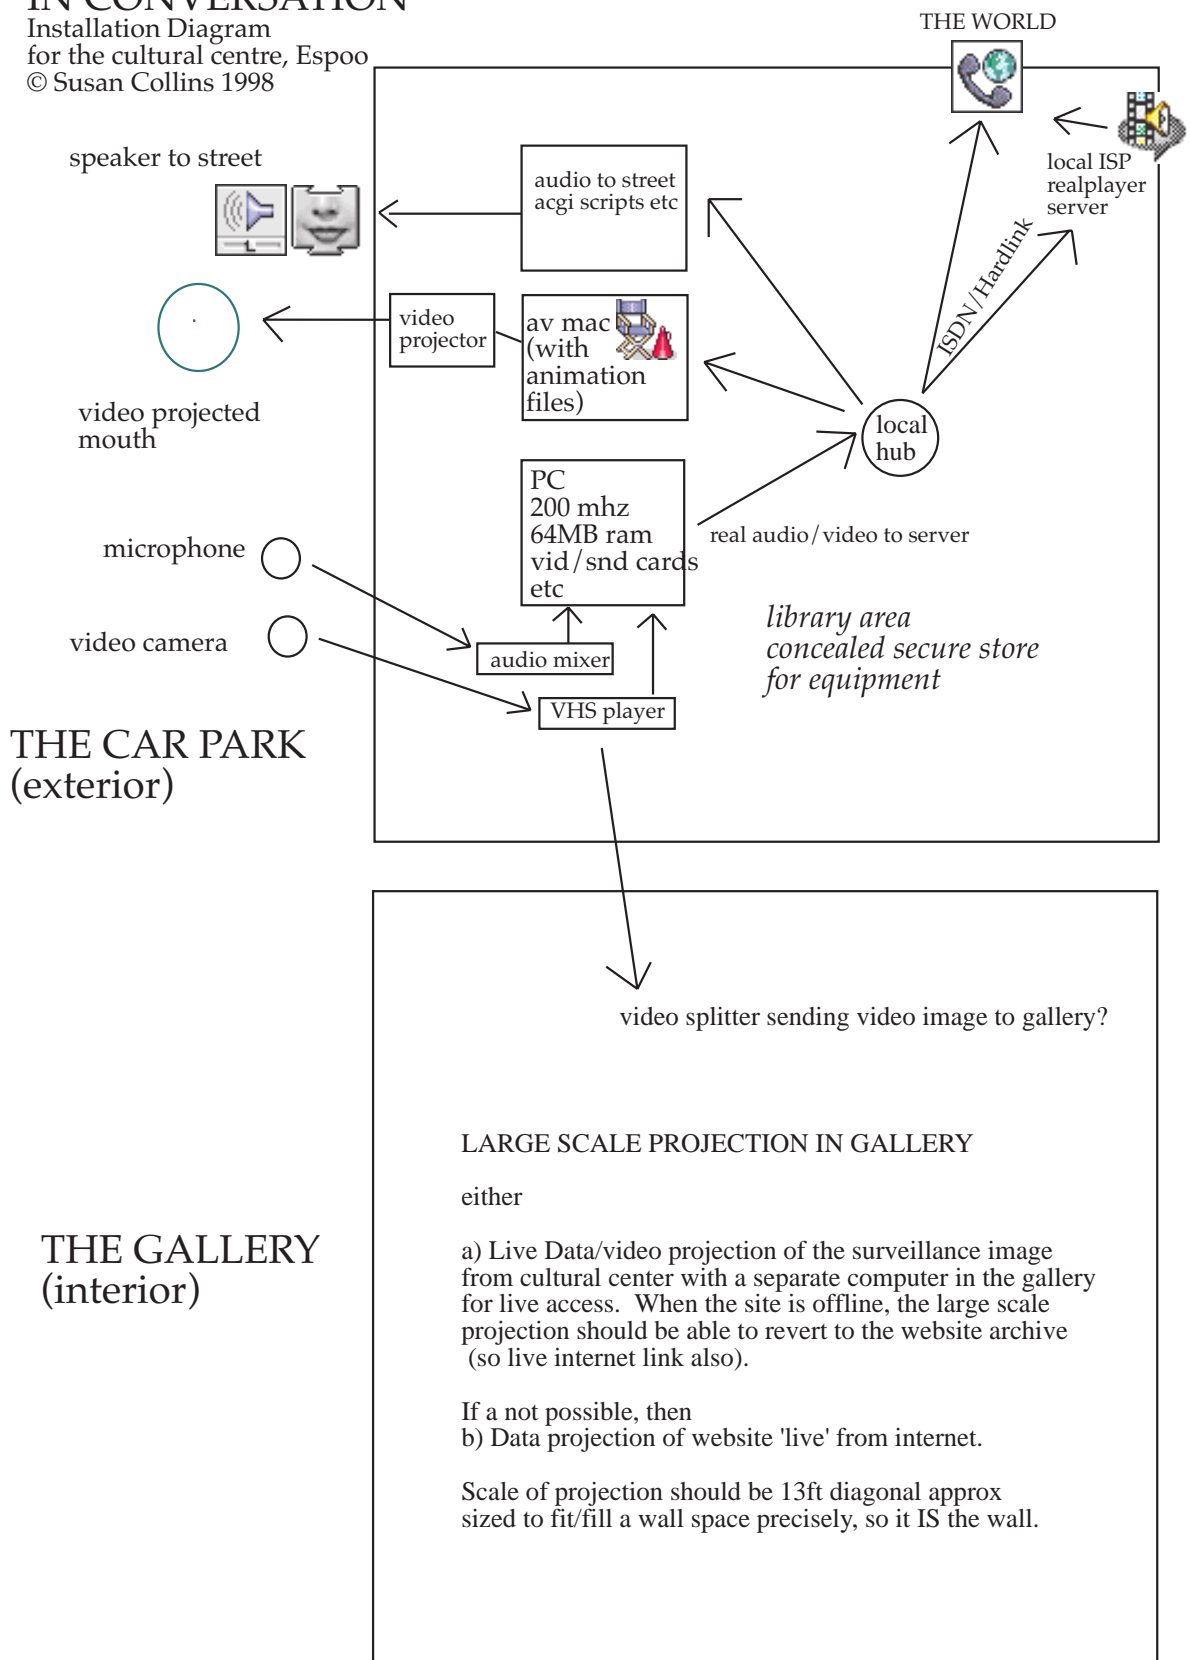 IN CONVERSATION
Installation Diagram
for the cultural centre, Espoo
© Susan Collins 1998
THE WORLD
speaker to street
L
audio to street
acgi scripts etc
local ISP
realplayer
server
ISDN/Hardlink
video
projector
av mac
(with
animation
files)
video projected
mouth
local
hub
PC
200 mhz
64MB ram
vid/snd cards
etc
real audio/video to server
microphone
video camera
audio mixer
VHS player
library area
concealed secure store
for equipment
THE CAR PARK
(exterior)
video splitter sending video image to gallery?
LARGE SCALE PROJECTION IN GALLERY
either
THE GALLERY
(interior)
a) Live Data/video projection of the surveillance image
from cultural center with a separate computer in the gallery
for live access.  When the site is offline, the large scale
projection should be able to revert to the website archive
(so live internet link also).
If a not possible, then
b) Data projection of website 'live' from internet.
Scale of projection should be 13ft diagonal approx
sized to fit/fill a wall space precisely, so it IS the wall.